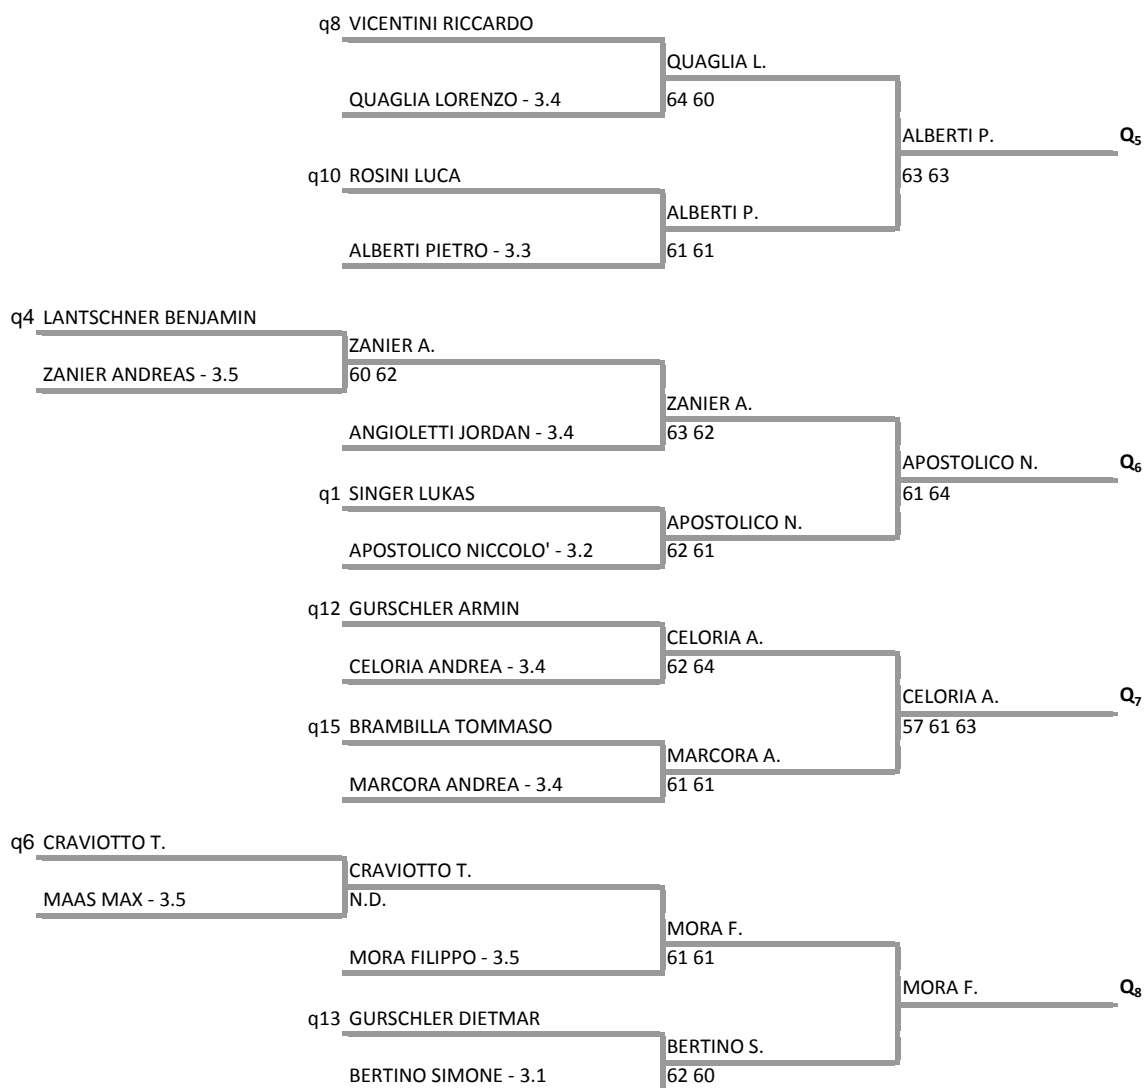 q8 VICENTINI RICCARDO
QUAGLIA L.
QUAGLIA LORENZO - 3.4
64 60
ALBERTI P.
Q5
q10 ROSINI LUCA
63 63
ALBERTI P.
ALBERTI PIETRO - 3.3
61 61
q4 LANTSCHNER BENJAMIN
ZANIER A.
ZANIER ANDREAS - 3.5
60 62
ZANIER A.
ANGIOLETTI JORDAN - 3.4
63 62
APOSTOLICO N.
Q6
q1 SINGER LUKAS
61 64
APOSTOLICO N.
APOSTOLICO NICCOLO' - 3.2
62 61
q12 GURSCHLER ARMIN
CELORIA A.
CELORIA ANDREA - 3.4
62 64
CELORIA A.
Q7
q15 BRAMBILLA TOMMASO
57 61 63
MARCORA A.
MARCORA ANDREA - 3.4
61 61
q6 CRAVIOTTO T.
CRAVIOTTO T.
MAAS MAX - 3.5
N.D.
MORA F.
MORA FILIPPO - 3.5
61 61
MORA F.
Q8
q13 GURSCHLER DIETMAR
BERTINO S.
BERTINO SIMONE - 3.1
62 60